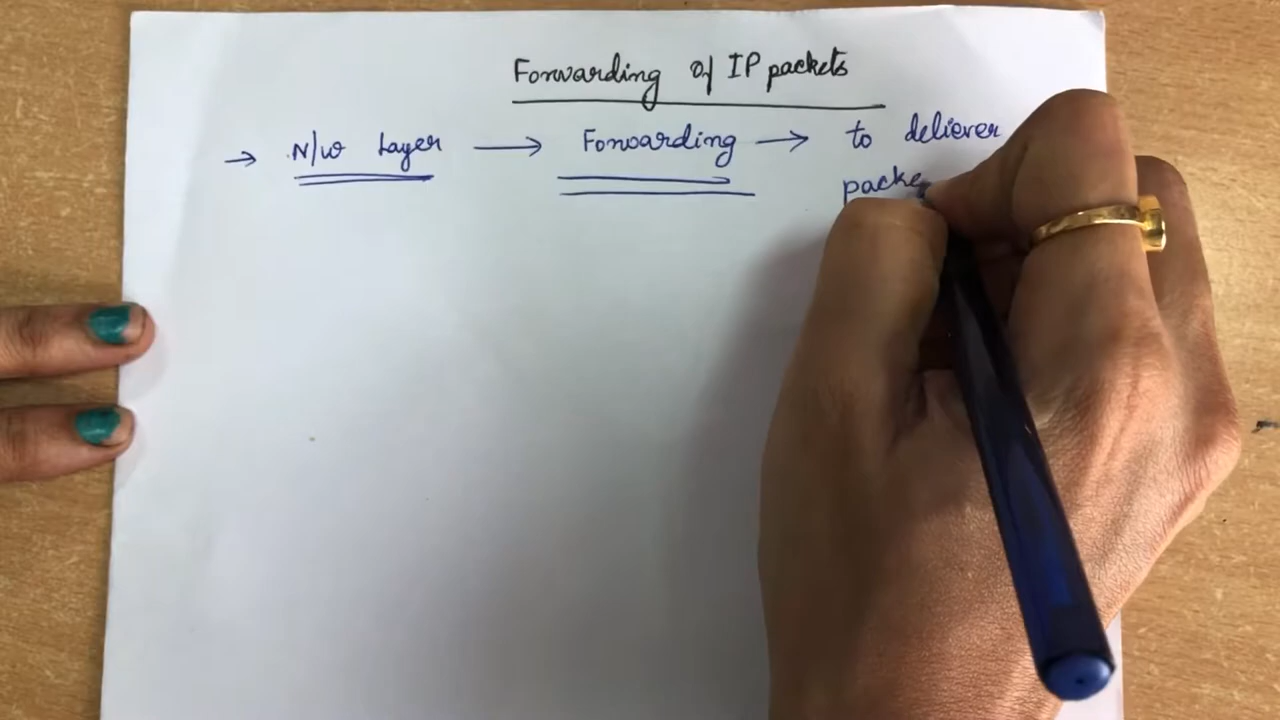 Forwarding of IP packets
→ N/w Layer → Forwarding → to deliever
packe